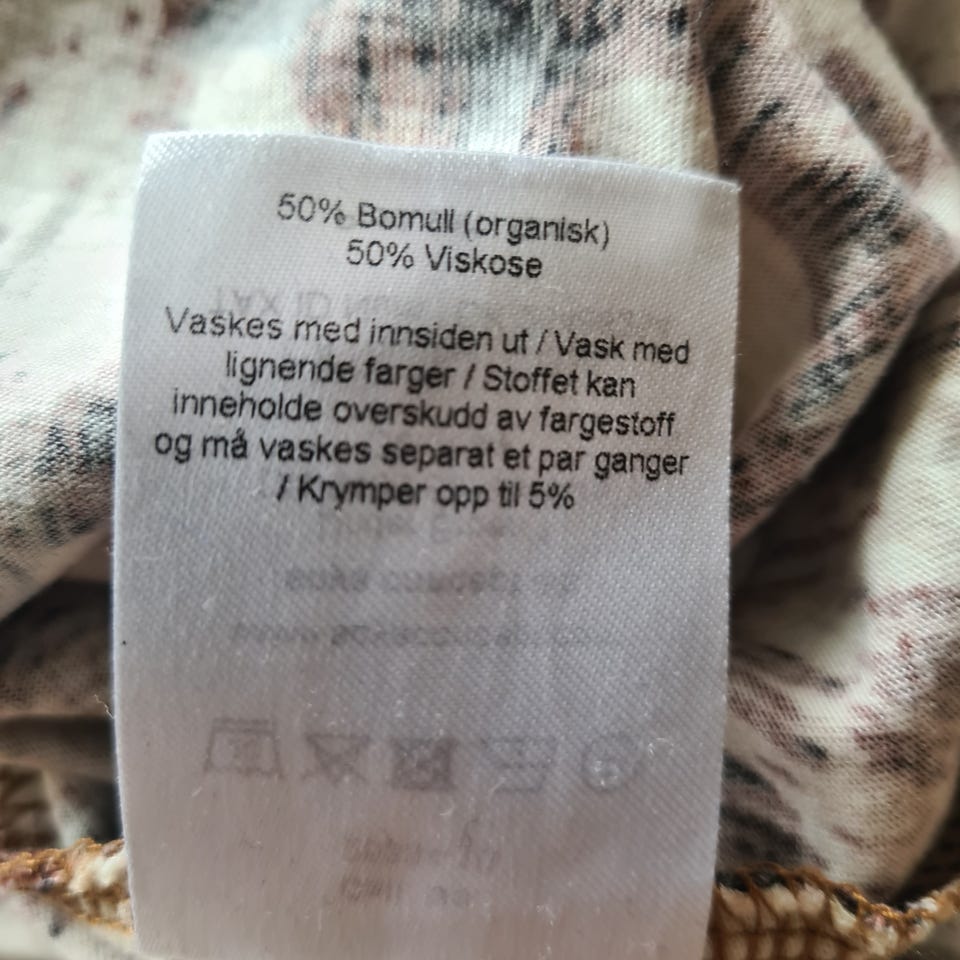 50% Bomull (organisk)
50% Viskose
Vaskes med innsiden ut / Vask med
lignende farger / Stoffet kan
inneholde overskudd av fargestoff
og må vaskes separat et par ganger
/ Krymper opp til 5%